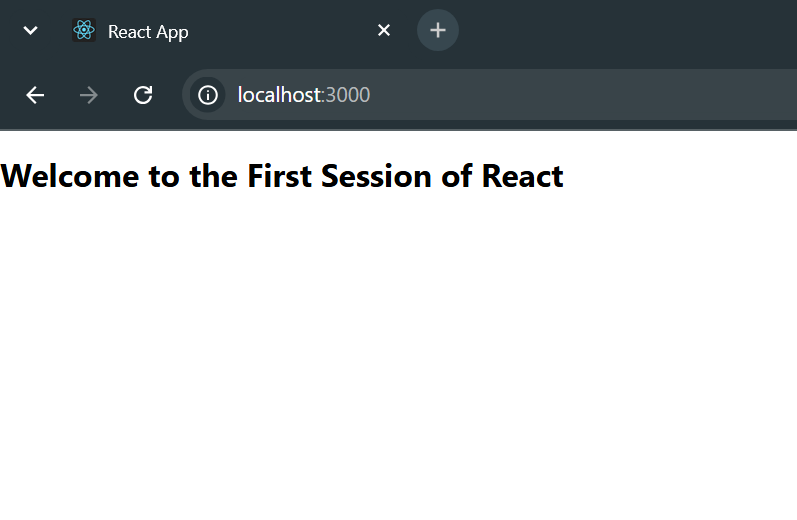 React App
localhost:3000
Welcome to the First Session of React